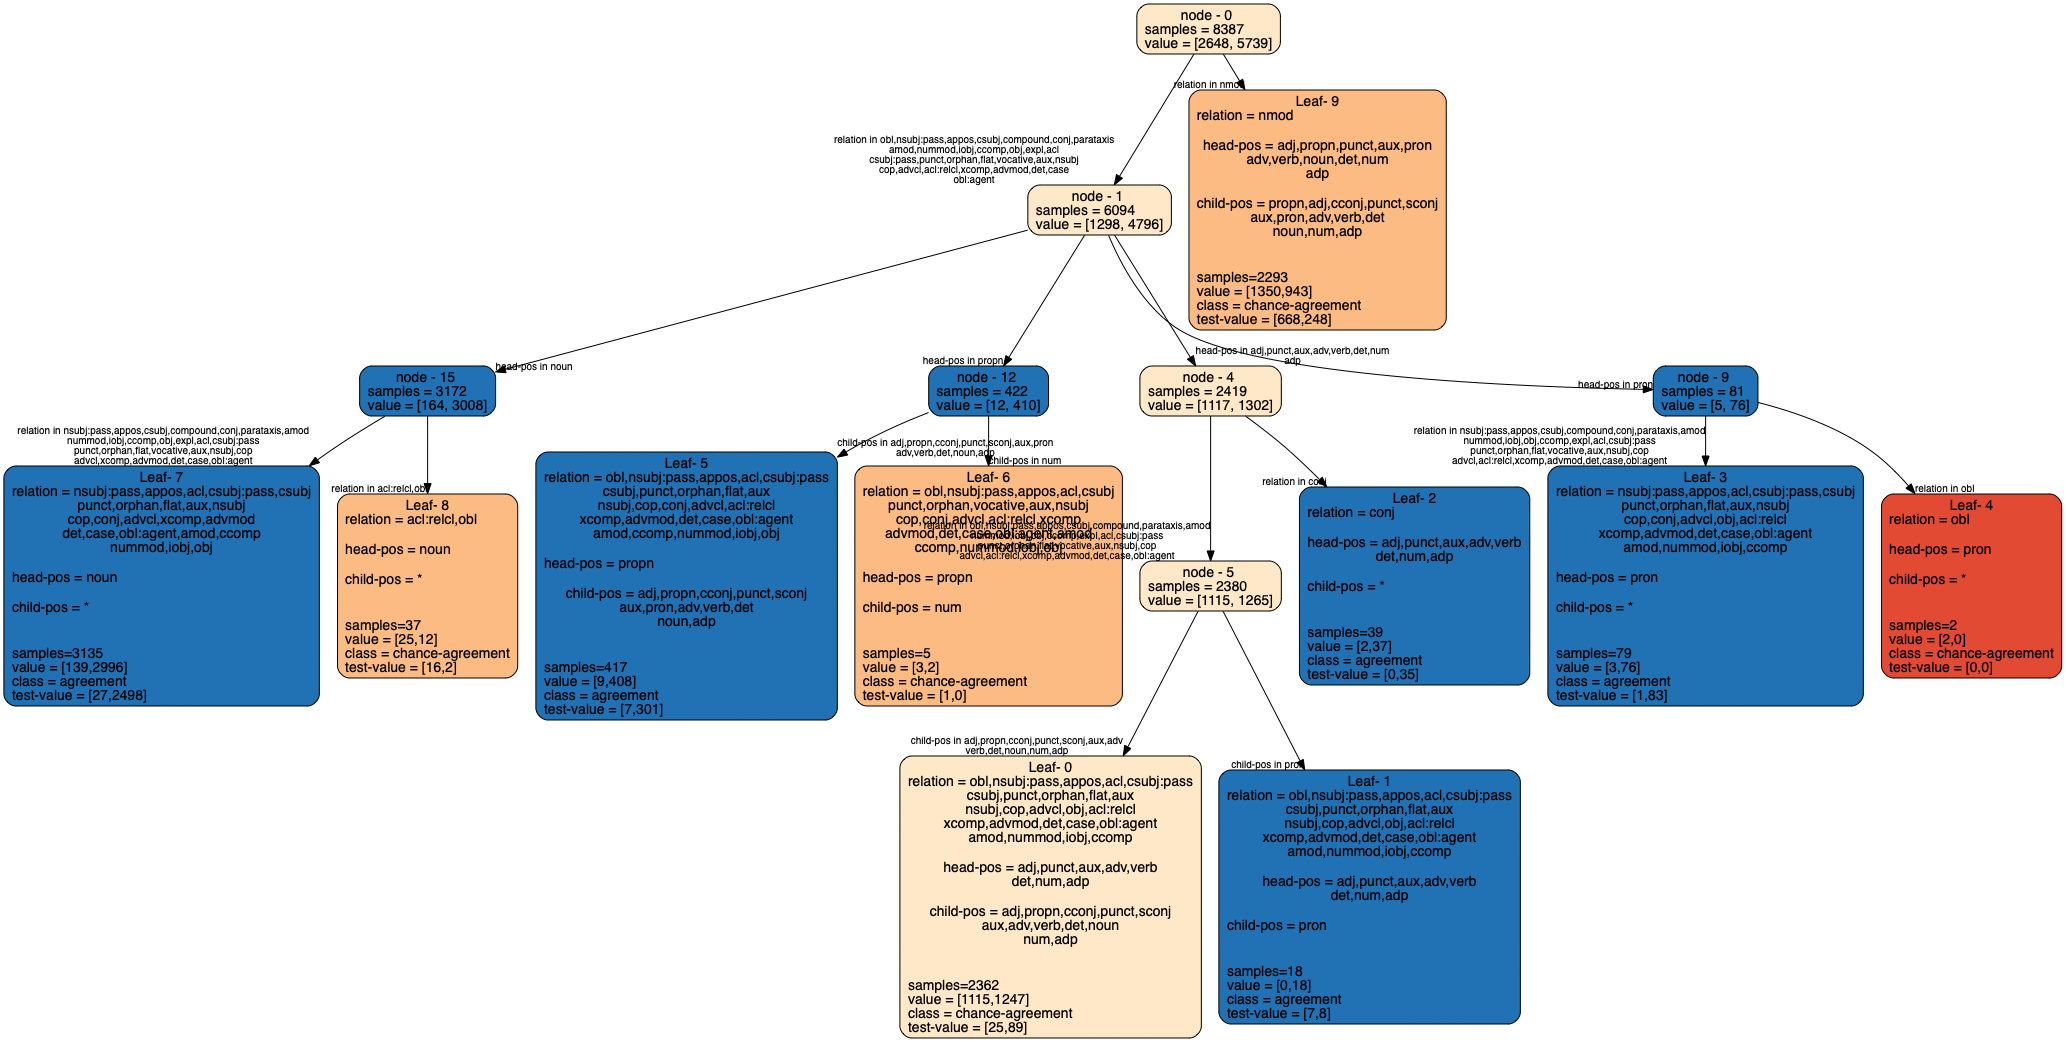 node - 0
samples = 8387
value = [2648, 5739]
relation in nmod
Leaf- 9
relation = nmod
head-pos = adj,propn,punct,aux,pron
adv,verb,noun,det,num
adp
child-pos = propn,adj,cconj,punct,sconj
aux,pron,adv,verb,det
noun,num,adp
samples=2293
value = [1350,943]
class = chance-agreement
test-value = [668,248]
relation in obl,nsubj:pass,appos,csubj,compound,conj,parataxis
amod,nummod,iobj,ccomp,obj,expl,acl
csubj:pass,punct,orphan,flat,vocative,aux,nsubj
cop,advcl,acl:relcl,xcomp,advmod,det,case
obl:agent
node - 1
samples = 6094
value = [1298, 4796]
head-pos in noun
node - 15
samples = 3172
value = [164, 3008]
head-pos in propn
node - 12
samples = 422
value = [12, 410]
head-pos in adj,punct,aux,adv,verb,det,num
adp
node - 4
samples = 2419
value = [1117, 1302]
head-pos in pron
node - 9
samples = 81
value = [5, 76]
relation in nsubj:pass,appos,csubj,compound,conj,parataxis,amod
nummod,iobj,ccomp,obj,expl,acl,csubj:pass
punct,orphan,flat,vocative,aux,nsubj,cop
advcl,xcomp,advmod,det,case,obl:agent
Leaf- 7
relation = nsubj:pass,appos,acl,csubj:pass,csubj
punct,orphan,flat,aux,nsubj
cop,conj,advcl,xcomp,advmod
det,case,obl:agent,amod,ccomp
nummod,iobj,obj
head-pos = noun
child-pos = *
samples=3135
value = [139,2996]
class = agreement
test-value = [27,2498]
relation in acl:relcl,obl
Leaf- 8
relation = acl:relcl,obl
head-pos = noun
child-pos = *
samples=37
value = [25,12]
class = chance-agreement
test-value = [16,2]
child-pos in adj,propn,cconj,punct,sconj,aux,pron
adv,verb,det,noun,adp
Leaf- 5
relation = obl,nsubj:pass,appos,acl,csubj:pass
csubj,punct,orphan,flat,aux
nsubj,cop,conj,advcl,acl:relcl
xcomp,advmod,det,case,obl:agent
amod,ccomp,nummod,iobj,obj
head-pos = propn
child-pos = adj,propn,cconj,punct,sconj
aux,pron,adv,verb,det
noun,adp
samples=417
value = [9,408]
class = agreement
test-value = [7,301]
child-pos in num
Leaf- 6
relation = obl,nsubj:pass,appos,acl,csubj
punct,orphan,vocative,aux,nsubj
cop,conj,advcl,acl:relcl,xcomp
advmod,det,case,obl:agent,amod
ccomp,nummod,iobj,obj
head-pos = propn
child-pos = num
samples=5
value = [3,2]
class = chance-agreement
test-value = [1,0]
relation in obl,nsubj:pass,appos,csubj,compound,parataxis,amod
nummod,iobj,obj,ccomp,expl,acl,csubj:pass
punct,orphan,flat,vocative,aux,nsubj,cop
advcl,acl:relcl,xcomp,advmod,det,case,obl:agent
node - 5
samples = 2380
value = [1115, 1265]
relation in conj
Leaf- 2
relation = conj
head-pos = adj,punct,aux,adv,verb
det,num,adp
child-pos = *
samples=39
value = [2,37]
class = agreement
test-value = [0,35]
relation in nsubj:pass,appos,csubj,compound,conj,parataxis,amod
nummod,iobj,obj,ccomp,expl,acl,csubj:pass
punct,orphan,flat,vocative,aux,nsubj,cop
advcl,acl:relcl,xcomp,advmod,det,case,obl:agent
Leaf- 3
relation = nsubj:pass,appos,acl,csubj:pass,csubj
punct,orphan,flat,aux,nsubj
cop,conj,advcl,obj,acl:relcl
xcomp,advmod,det,case,obl:agent
amod,nummod,iobj,ccomp
head-pos = pron
child-pos = *
samples=79
value = [3,76]
class = agreement
test-value = [1,83]
relation in obl
Leaf- 4
relation = obl
head-pos = pron
child-pos = *
samples=2
value = [2,0]
class = chance-agreement
test-value = [0,0]
child-pos in adj,propn,cconj,punct,sconj,aux,adv
verb,det,noun,num,adp
Leaf- 0
relation = obl,nsubj:pass,appos,acl,csubj:pass
csubj,punct,orphan,flat,aux
nsubj,cop,advcl,obj,acl:relcl
xcomp,advmod,det,case,obl:agent
amod,nummod,iobj,ccomp
head-pos = adj,punct,aux,adv,verb
det,num,adp
child-pos = adj,propn,cconj,punct,sconj
aux,adv,verb,det,noun
num,adp
samples=2362
value = [1115,1247]
class = chance-agreement
test-value = [25,89]
child-pos in pron
Leaf- 1
relation = obl,nsubj:pass,appos,acl,csubj:pass
csubj,punct,orphan,flat,aux
nsubj,cop,advcl,obj,acl:relcl
xcomp,advmod,det,case,obl:agent
amod,nummod,iobj,ccomp
head-pos = adj,punct,aux,adv,verb
det,num,adp
child-pos = pron
samples=18
value = [0,18]
class = agreement
test-value = [7,8]